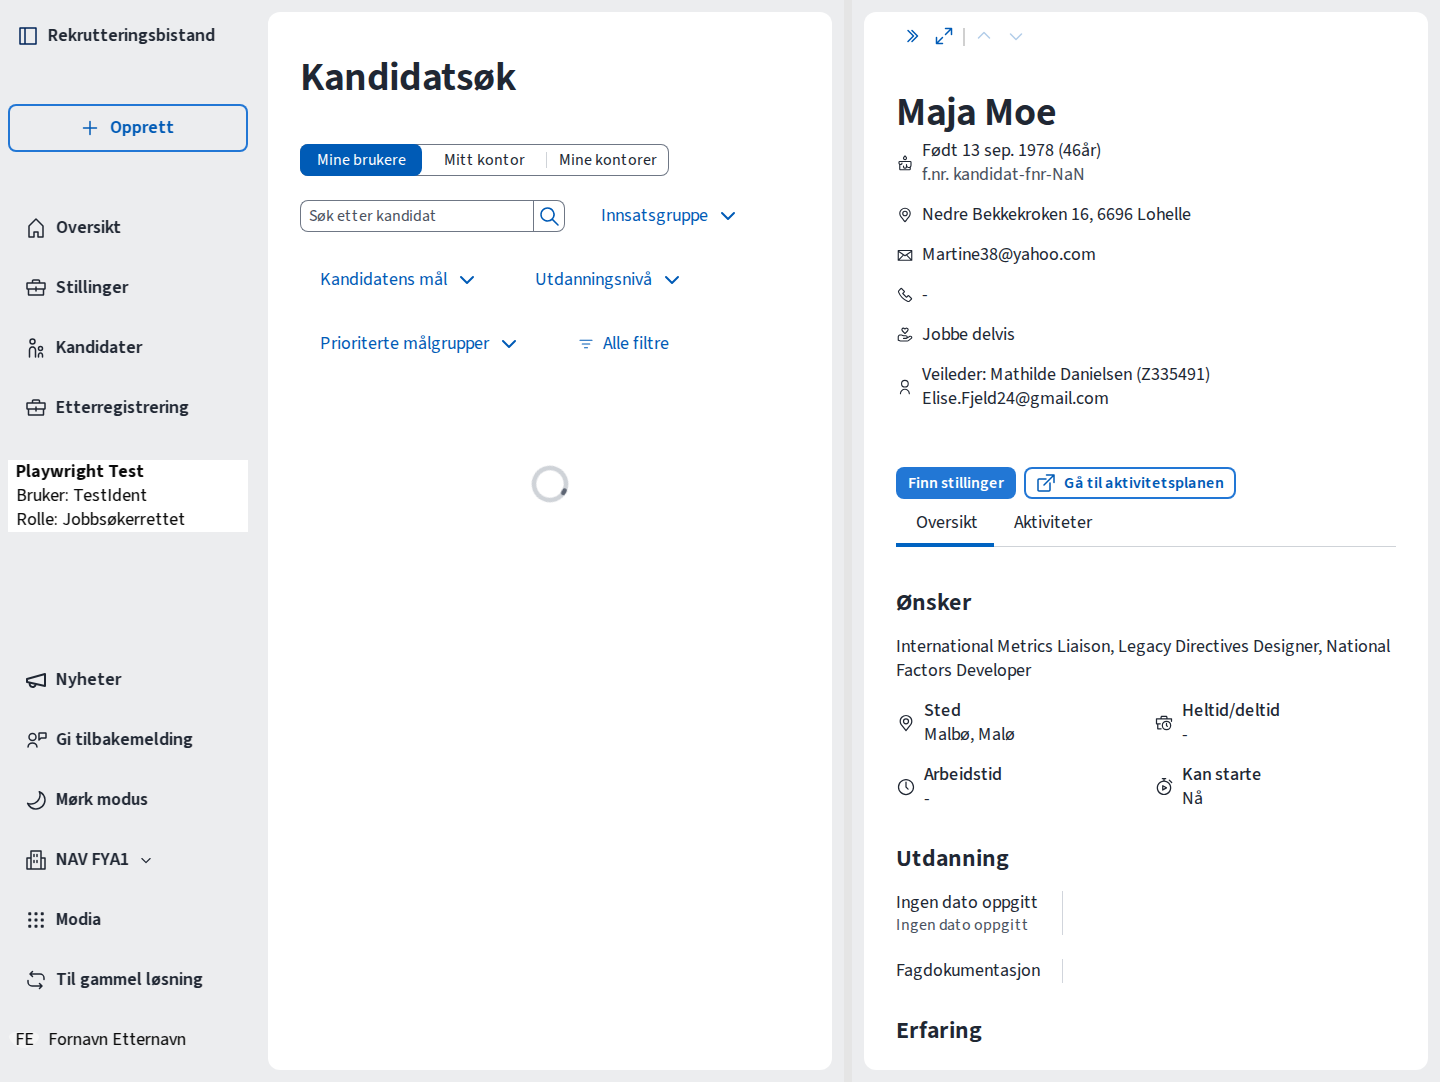 Rekrutteringsbistand
Opprett
Oversikt
Stillinger
Kandidater
Etterregistrering
Playwright Test
Bruker: TestIdent
Rolle: Jobbsøkerrettet
Nyheter
Gi tilbakemelding
Mørk modus
NAV FYA1
Modia
Til gammel løsning
FE Fornavn Etternavn
Kandidatsøk
Mine brukere Mitt kontor Mine kontorer
Søk etter kandidat Innsatsgruppe
Kandidatens mål Utdanningsnivå
Prioriterte målgrupper Alle filtre
Maja Moe
Født 13 sep. 1978 (46år)
f.nr. kandidat-fnr-NaN
Nedre Bekkekroken 16, 6696 Lohelle
Martine38@yahoo.com
-
Jobbe delvis
Veileder: Mathilde Danielsen (Z335491)
Elise.Fjeld24@gmail.com
Finn stillinger Gå til aktivitetsplanen
Oversikt Aktiviteter
Ønsker
International Metrics Liaison, Legacy Directives Designer, National
Factors Developer
Sted Heltid/deltid
Malbø, Malø -
Arbeidstid Kan starte
- Nå
Utdanning
Ingen dato oppgitt
Ingen dato oppgitt
Fagdokumentasjon
Erfaring